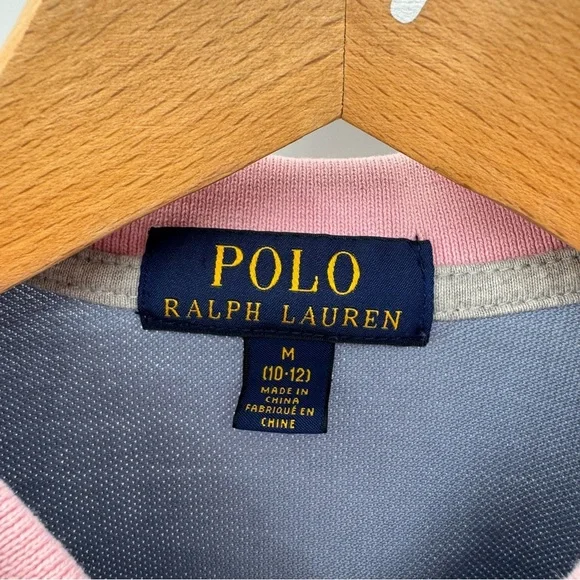 POLO
RALPH LAUREN
M
(10-12)
MADE IN
CHINA
FABRIQUÉ EN
CHINE